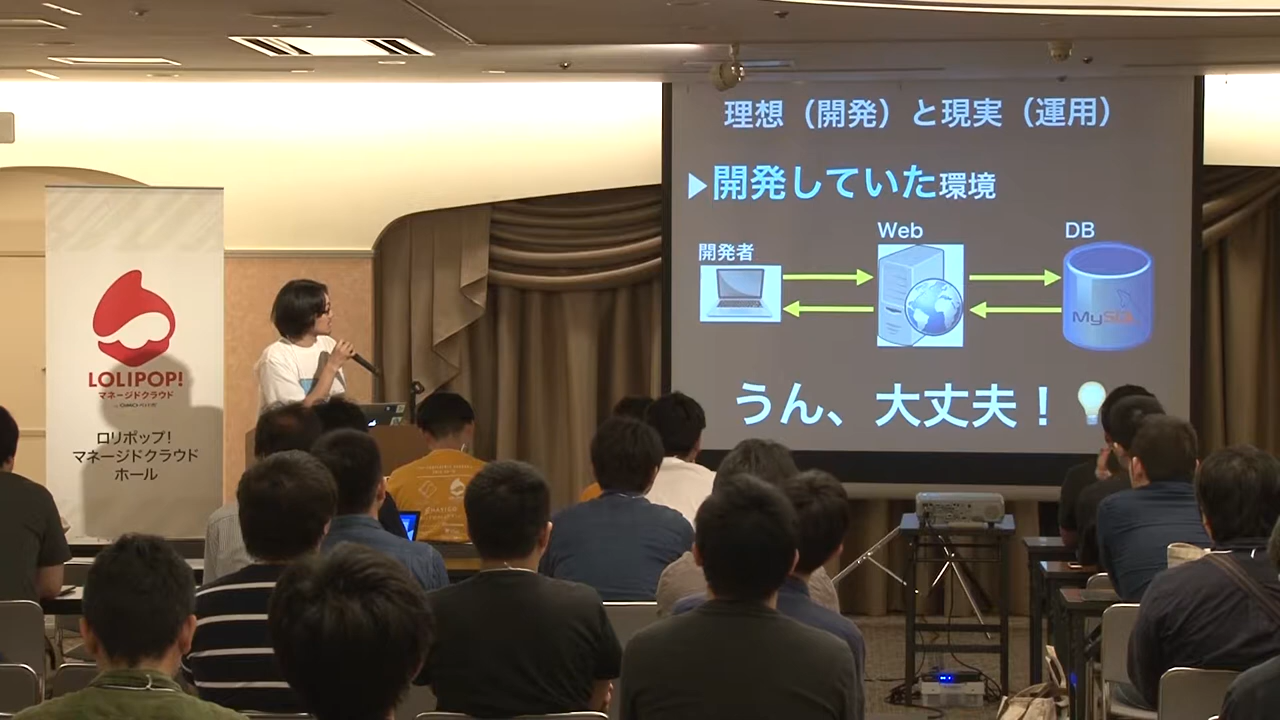 理想（開発）と現実（運用）
▶開発していた環境
開発者
Web
DB
MySQL
うん、大丈夫！
LOLIPOP!
マネージドクラウド
ロリポップ！
マネージドクラウド
ホール